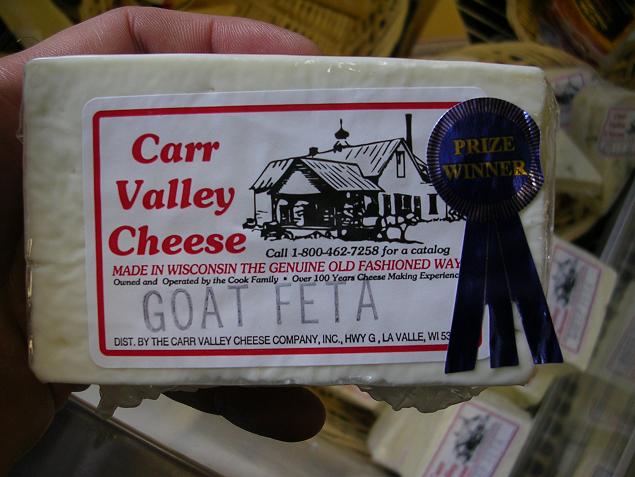 Carr
Valley
Cheese
PRIZE
WINNER
Call 1-800-462-7258 for a catalog
MADE IN WISCONSIN THE GENUINE OLD FASHIONED WAY
Owned and Operated by the Cook Family • Over 100 Years Cheese Making Experience
GOAT FETA
DIST. BY THE CARR VALLEY CHEESE COMPANY, INC., HWY G , LA VALLE, WI